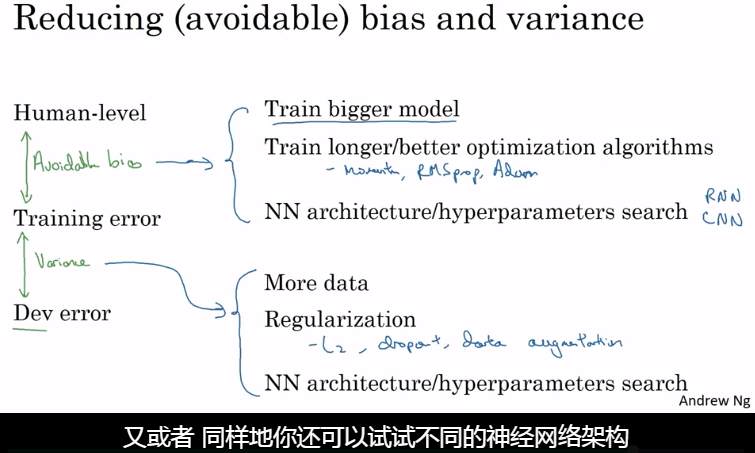 Reducing (avoidable) bias and variance
Human-level
Avoidable bias
Training error
Variance
Dev error
Train bigger model
Train longer/better optimization algorithms
- momentum, RMSprop, Adam
NN architecture/hyperparameters search
RNN
CNN
More data
Regularization
- L2, dropout, data augmentation
NN architecture/hyperparameters search
Andrew Ng
又或者 同样地你还可以试试不同的神经网络架构